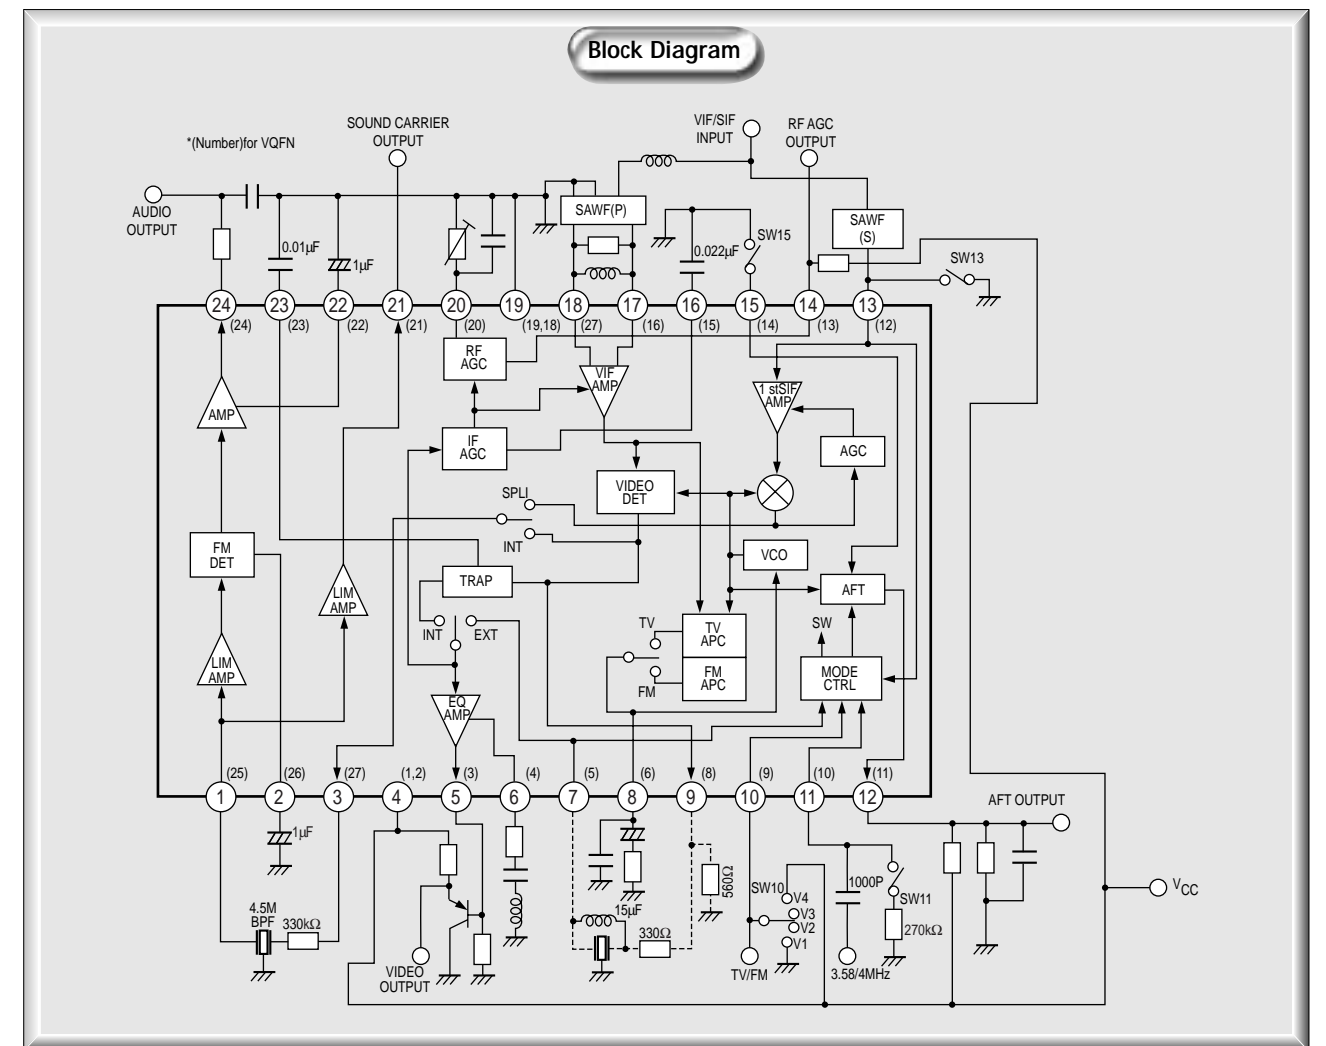 Block Diagram
*(Number)for VQFN
SOUND CARRIER
OUTPUT
VIF/SIF
INPUT
RF AGC
OUTPUT
AUDIO
OUTPUT
0.01µF
1µF
SAWF(P)
0.022µF
SW15
SAWF
(S)
SW13
24
23
22
21
20
19
18
17
16
15
14
13
(24)
(23)
(22)
(21)
(20)
(19,18)
(27)
(16)
(15)
(14)
(13)
(12)
RF
AGC
VIF
AMP
1 stSIF
AMP
AMP
IF
AGC
AGC
VIDEO
DET
SPLI
INT
FM
DET
VCO
TRAP
LIM
AMP
AFT
INT
EXT
TV
SW
TV
APC
FM
APC
FM
MODE
CTRL
LIM
AMP
EQ
AMP
(25)
(26)
(27)
(1,2)
(3)
(4)
(5)
(6)
(8)
(9)
(10)
(11)
1
2
3
4
5
6
7
8
9
10
11
12
AFT OUTPUT
1µF
560Ω
SW10
V4
V3
V2
V1
1000P
SW11
270kΩ
VCC
4.5M
BPF
330kΩ
15µF
330Ω
VIDEO
OUTPUT
TV/FM
3.58/4MHz